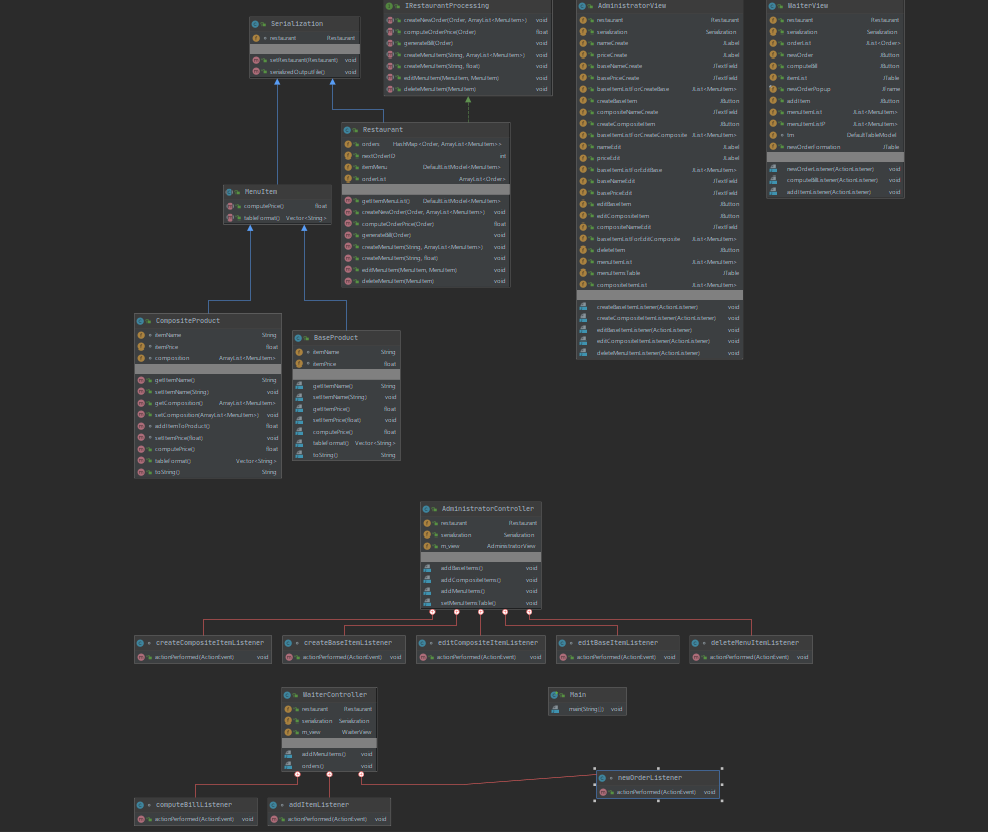 Serialization
restaurant Restaurant
setRestaurant(Restaurant) void
serializedOutputFile() void
IRestaurantProcessing
createNewOrder(Order, ArrayList<MenuItem>) void
computeOrderPrice(Order) float
generateBill(Order) void
createMenuItem(String, ArrayList<MenuItem>) void
createMenuItem(String, float) void
editMenuItem(MenuItem, MenuItem) void
deleteMenuItem(MenuItem) void
AdministratorView
restaurant Restaurant
serialization Serialization
nameCreate JLabel
priceCreate JLabel
baseNameCreate JTextField
basePriceCreate JTextField
baseItemListForCreateBase JList<MenuItem>
createBaseItem JButton
compositeNameCreate JTextField
createCompositeItem JButton
baseItemListForCreateComposite JList<MenuItem>
nameEdit JLabel
priceEdit JLabel
baseItemListForEditBase JList<MenuItem>
baseNameEdit JTextField
basePriceEdit JTextField
editBaseItem JButton
editCompositeItem JButton
compositeNameEdit JTextField
baseItemListForEditComposite JList<MenuItem>
deleteItem JButton
menuItemList JList<MenuItem>
menuItemsTable JTable
compositeItemList JList<MenuItem>
createBaseItemListener(ActionListener) void
createCompositeItemListener(ActionListener) void
editBaseItemListener(ActionListener) void
editCompositeItemListener(ActionListener) void
deleteMenuItemListener(ActionListener) void
WaiterView
restaurant Restaurant
serialization Serialization
orderList JList<Order>
newOrder JButton
computeBill JButton
itemList JTable
newOrderPopup JFrame
addItem JButton
menuItemList JList<MenuItem>
menuItemListP JList<MenuItem>
tm DefaultTableModel
newOrderFormation JTable
newOrderListener(ActionListener) void
computeBillListener(ActionListener) void
addItemListener(ActionListener) void
Restaurant
orders HashMap<Order, ArrayList<MenuItem>>
nextOrderID int
itemMenu DefaultListModel<MenuItem>
orderList ArrayList<Order>
getItemMenuList() DefaultListModel<MenuItem>
createNewOrder(Order, ArrayList<MenuItem>) void
computeOrderPrice(Order) float
generateBill(Order) void
createMenuItem(String, ArrayList<MenuItem>) void
createMenuItem(String, float) void
editMenuItem(MenuItem, MenuItem) void
deleteMenuItem(MenuItem) void
MenuItem
computePrice() float
tableFormat() Vector<String>
CompositeProduct
itemName String
itemPrice float
composition ArrayList<MenuItem>
getItemName() String
setItemName(String) void
getComposition() ArrayList<MenuItem>
setComposition(ArrayList<MenuItem>) void
addItemToProduct() float
setItemPrice(float) void
computePrice() float
tableFormat() Vector<String>
toString() String
BaseProduct
itemName String
itemPrice float
getItemName() String
setItemName(String) void
getItemPrice() float
setItemPrice(float) void
computePrice() float
tableFormat() Vector<String>
toString() String
AdministratorController
restaurant Restaurant
serialization Serialization
m_view AdministratorView
addBaseItems() void
addCompositeItems() void
addMenuItems() void
setMenuItemsTable() void
createCompositeItemListener
actionPerformed(ActionEvent) void
createBaseItemListener
actionPerformed(ActionEvent) void
editCompositeItemListener
actionPerformed(ActionEvent) void
editBaseItemListener
actionPerformed(ActionEvent) void
deleteMenuItemListener
actionPerformed(ActionEvent) void
WaiterController
restaurant Restaurant
serialization Serialization
m_view WaiterView
addMenuItems() void
orders() void
Main
main(String[]) void
newOrderListener
actionPerformed(ActionEvent) void
computeBillListener
actionPerformed(ActionEvent) void
addItemListener
actionPerformed(ActionEvent) void